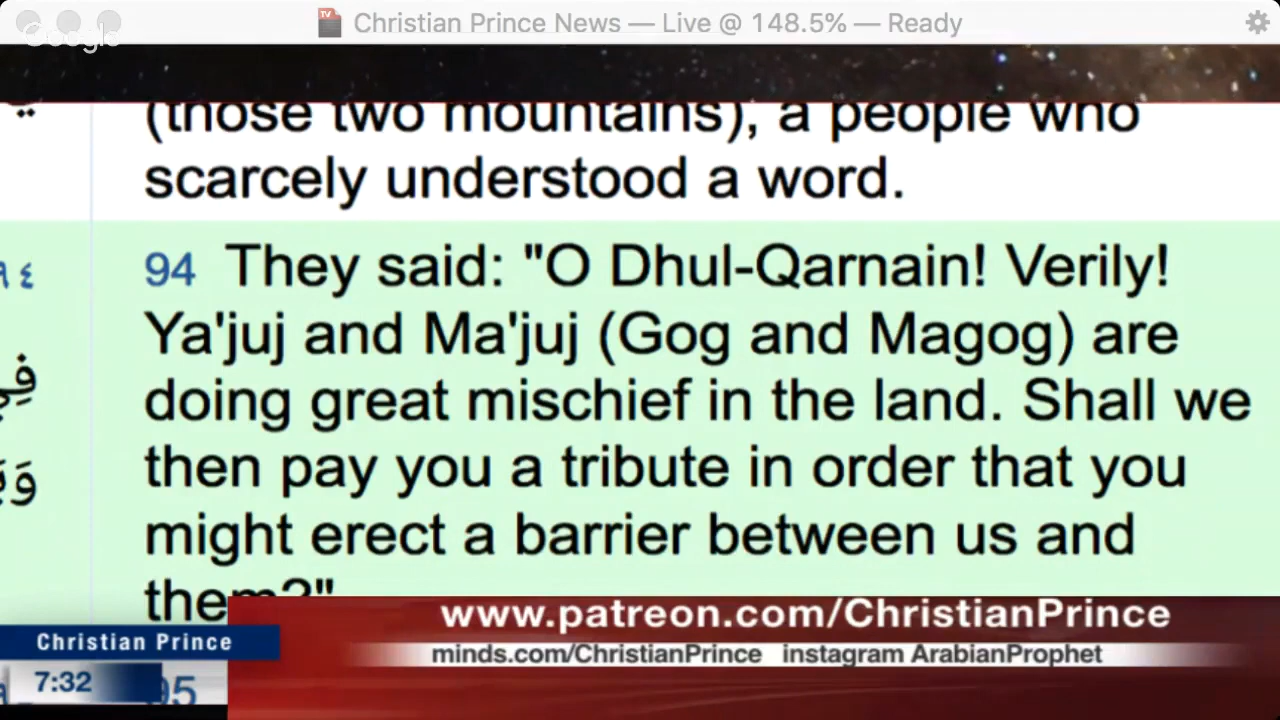 Christian Prince News — Live @ 148.5% — Ready
Google
(those two mountains), a people who
scarcely understood a word.
٩٤
94 They said: "O Dhul-Qarnain! Verily!
Ya'juj and Ma'juj (Gog and Magog) are
doing great mischief in the land. Shall we
then pay you a tribute in order that you
might erect a barrier between us and
them?"
www.patreon.com/ChristianPrince
Christian Prince
minds.com/ChristianPrince instagram ArabianProphet
7:32
95